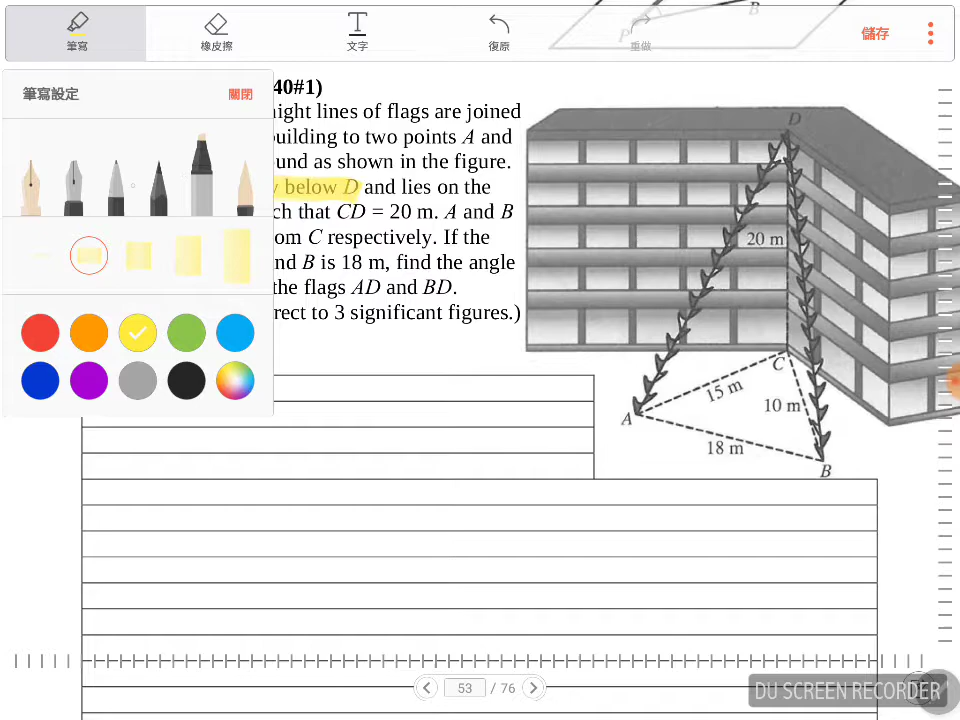 B
P
筆寫
橡皮擦
文字
復原
重做
儲存
筆寫設定
關閉
40#1)
aight lines of flags are joined
building to two points A and
und as shown in the figure.
y below D and lies on the
ch that CD = 20 m. A and B
om C respectively. If the
nd B is 18 m, find the angle
the flags AD and BD.
rect to 3 significant figures.)
D
20 m
C
15 m
10 m
A
18 m
B
53 / 76
DU SCREEN RECORDER